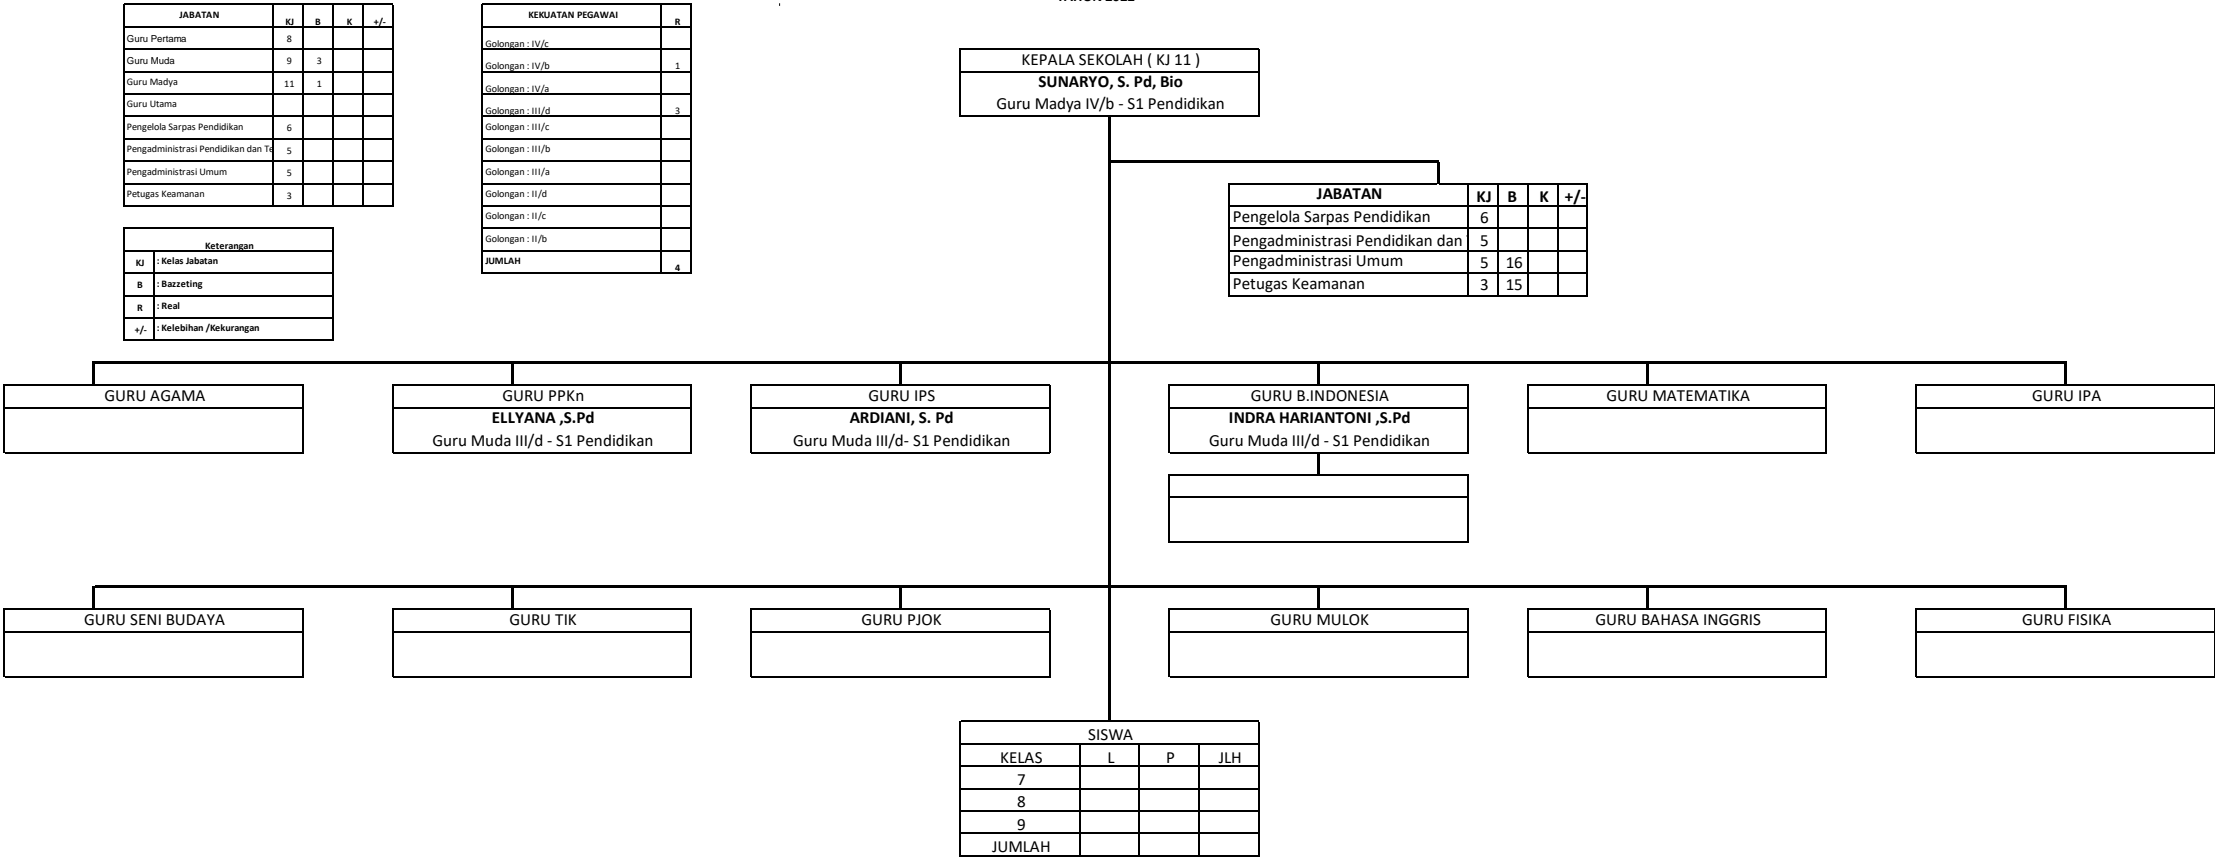 JABATAN KJ B K +/-
Guru Pertama 8
Guru Muda 9 3
Guru Madya 11 1
Guru Utama
Pengelola Sarpas Pendidikan 6
Pengadministrasi Pendidikan dan Te 5
Pengadministrasi Umum 5
Petugas Keamanan 3
Keterangan
KJ : Kelas Jabatan
B : Bazzeting
R : Real
+/- : Kelebihan /Kekurangan
KEKUATAN PEGAWAI R
Golongan : IV/c
Golongan : IV/b 1
Golongan : IV/a
Golongan : III/d 3
Golongan : III/c
Golongan : III/b
Golongan : III/a
Golongan : II/d
Golongan : II/c
Golongan : II/b
JUMLAH 4
KEPALA SEKOLAH ( KJ 11 )
SUNARYO, S. Pd, Bio
Guru Madya IV/b - S1 Pendidikan
JABATAN KJ B K +/-
Pengelola Sarpas Pendidikan 6
Pengadministrasi Pendidikan dan 5
Pengadministrasi Umum 5 16
Petugas Keamanan 3 15
GURU AGAMA
GURU PPKn
ELLYANA ,S.Pd
Guru Muda III/d - S1 Pendidikan
GURU IPS
ARDIANI, S. Pd
Guru Muda III/d- S1 Pendidikan
GURU B.INDONESIA
INDRA HARIANTONI ,S.Pd
Guru Muda III/d - S1 Pendidikan
GURU MATEMATIKA
GURU IPA
GURU SENI BUDAYA
GURU TIK
GURU PJOK
GURU MULOK
GURU BAHASA INGGRIS
GURU FISIKA
SISWA
KELAS L P JLH
7
8
9
JUMLAH